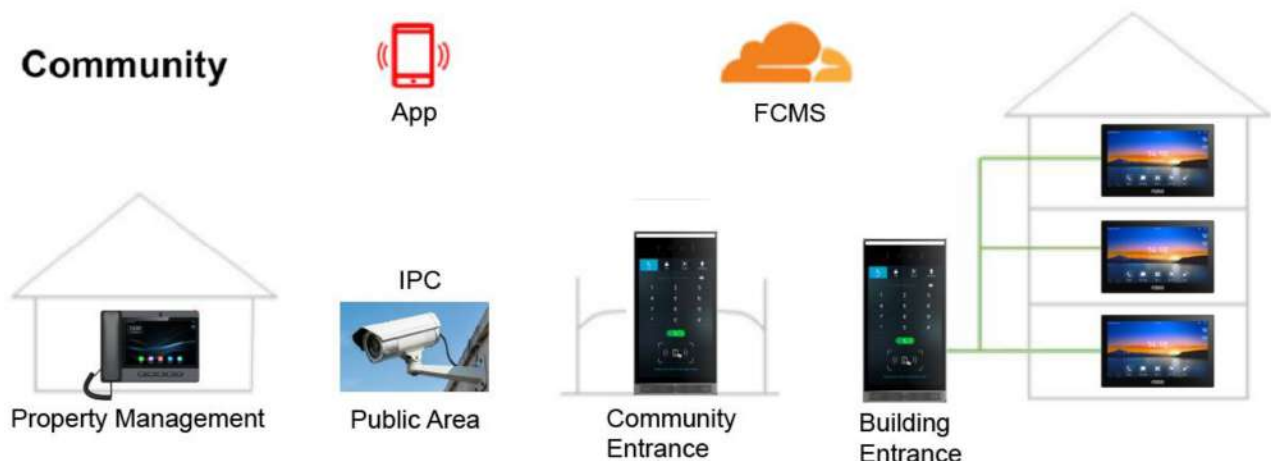 Community
App
FCMS
IPC
Property Management
Public Area
Community
Entrance
Building
Entrance